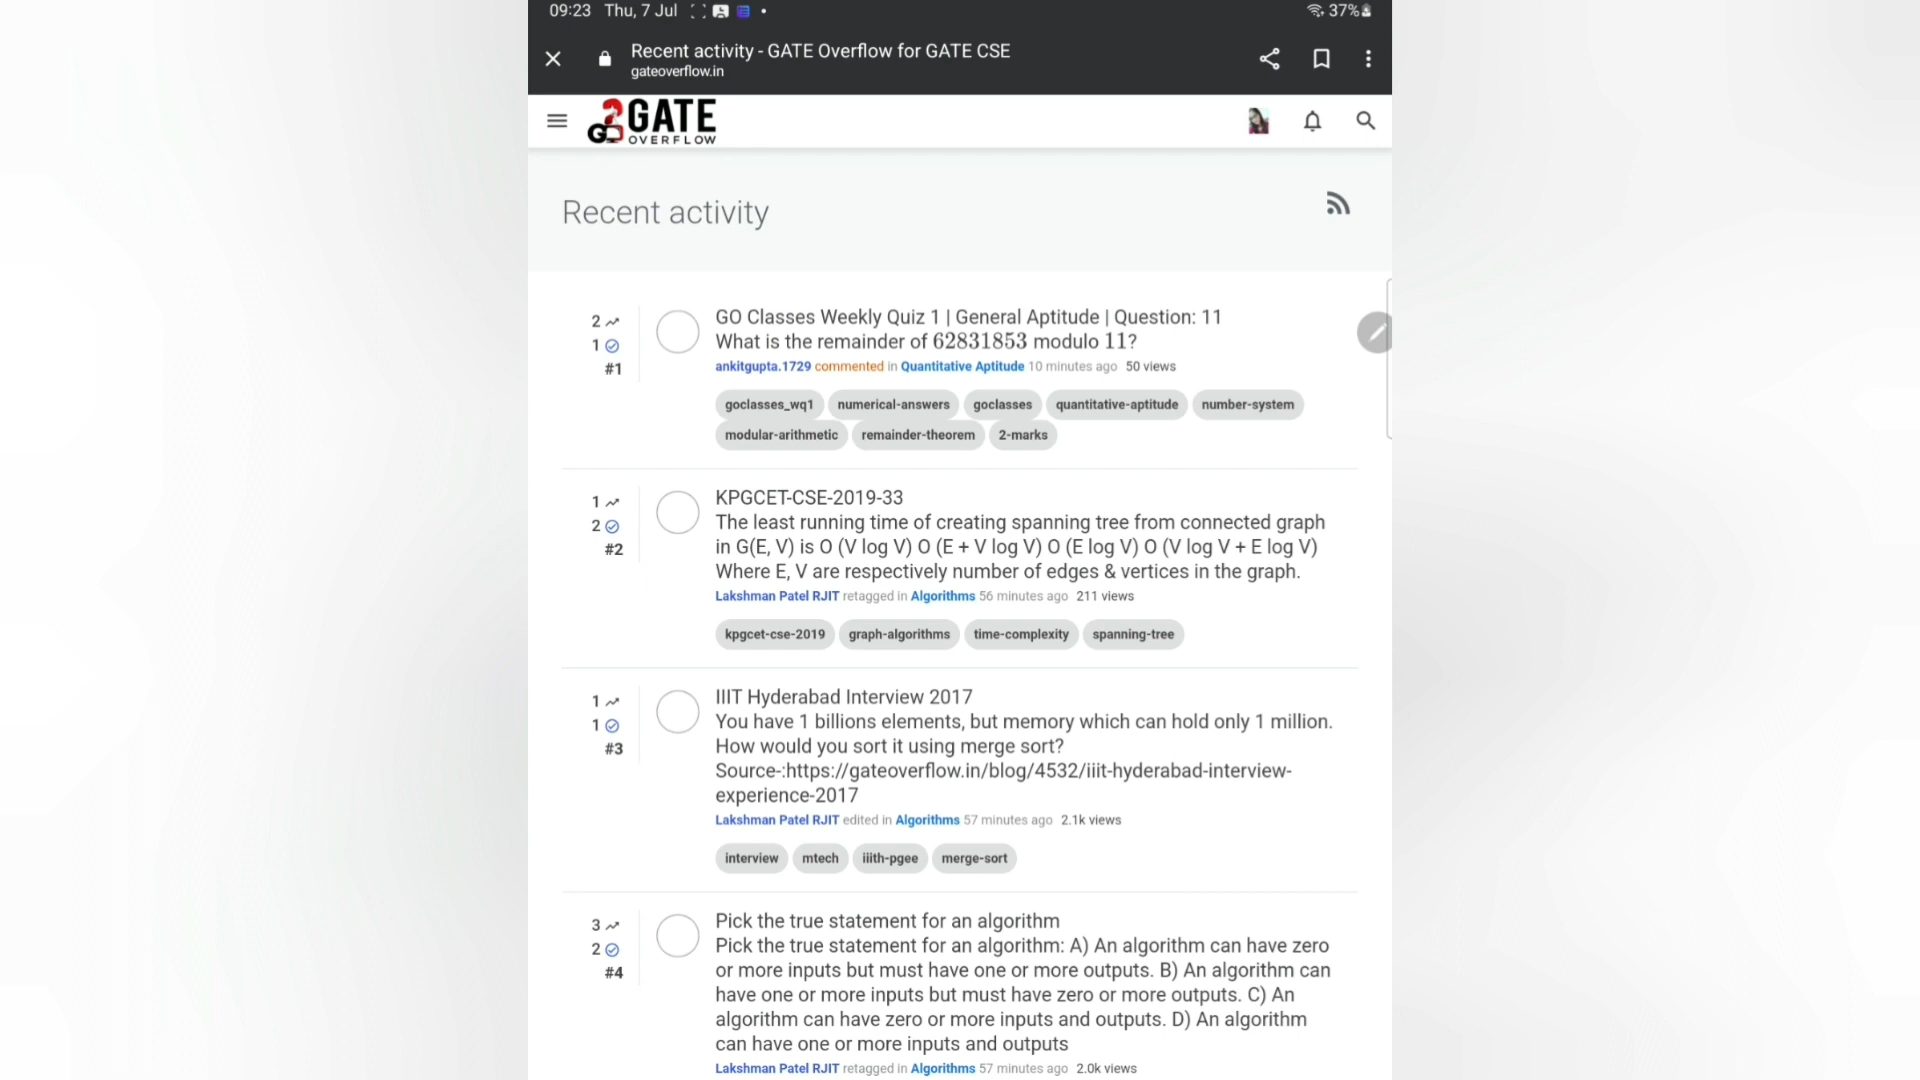 09:23 Thu, 7 Jul
37%
Recent activity - GATE Overflow for GATE CSE
gateoverflow.in
GATE
OVERFLOW
Recent activity
2
1
#1
GO Classes Weekly Quiz 1 | General Aptitude | Question: 11
What is the remainder of 62831853 modulo 11?
ankitgupta.1729 commented in Quantitative Aptitude 10 minutes ago 50 views
goclasses_wq1 numerical-answers goclasses quantitative-aptitude number-system
modular-arithmetic remainder-theorem 2-marks
1
2
#2
KPGCET-CSE-2019-33
The least running time of creating spanning tree from connected graph
in G(E, V) is O (V log V) O (E + V log V) O (E log V) O (V log V + E log V)
Where E, V are respectively number of edges & vertices in the graph.
Lakshman Patel RJIT retagged in Algorithms 56 minutes ago 211 views
kpgcet-cse-2019 graph-algorithms time-complexity spanning-tree
1
1
#3
IIIT Hyderabad Interview 2017
You have 1 billions elements, but memory which can hold only 1 million.
How would you sort it using merge sort?
Source-:https://gateoverflow.in/blog/4532/iiit-hyderabad-interview-
experience-2017
Lakshman Patel RJIT edited in Algorithms 57 minutes ago 2.1k views
interview mtech iiith-pgee merge-sort
3
2
#4
Pick the true statement for an algorithm
Pick the true statement for an algorithm: A) An algorithm can have zero
or more inputs but must have one or more outputs. B) An algorithm can
have one or more inputs but must have zero or more outputs. C) An
algorithm can have zero or more inputs and outputs. D) An algorithm
can have one or more inputs and outputs
Lakshman Patel RJIT retagged in Algorithms 57 minutes ago 2.0k views